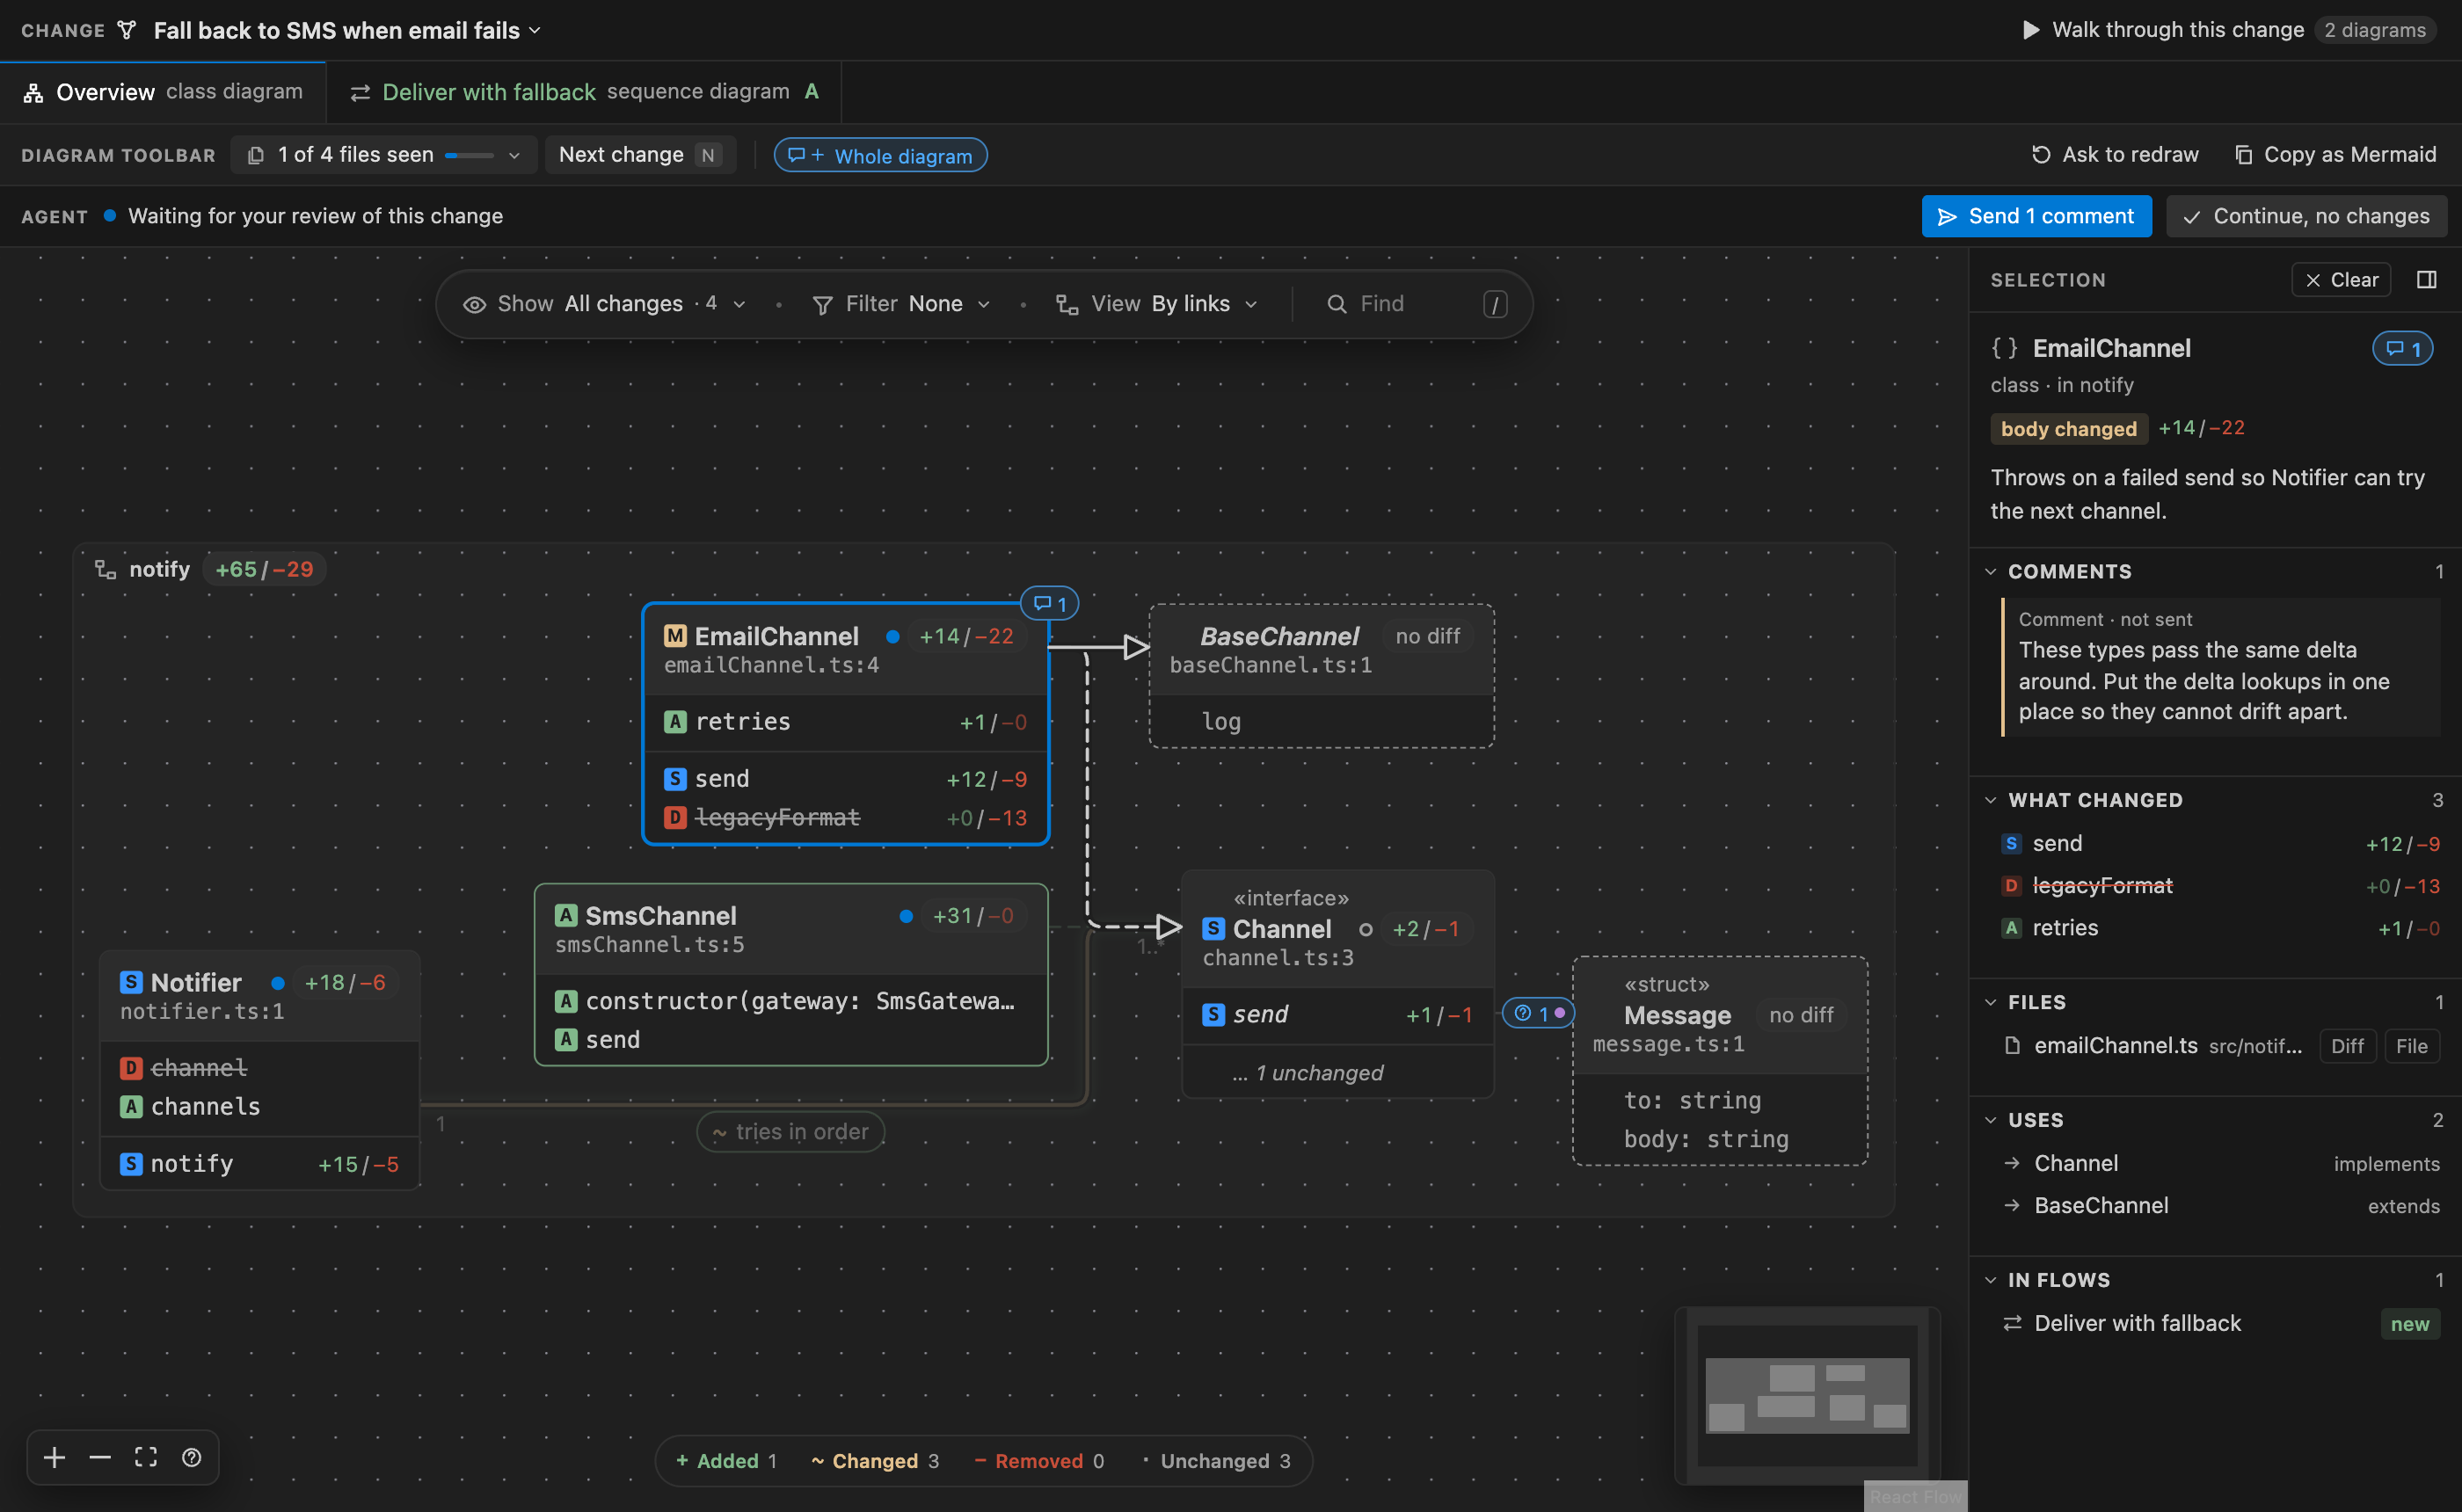 CHANGE Fall back to SMS when email fails
Walk through this change 2 diagrams
Overview class diagram
Deliver with fallback sequence diagram A
DIAGRAM TOOLBAR 1 of 4 files seen Next change N Whole diagram
Ask to redraw Copy as Mermaid
AGENT Waiting for your review of this change
Send 1 comment Continue, no changes
Show All changes · 4 Filter None View By links Find /
notify +65/−29
1
M EmailChannel +14/−22
emailChannel.ts:4
A retries +1/−0
S send +12/−9
D legacyFormat +0/−13
BaseChannel no diff
baseChannel.ts:1
log
A SmsChannel +31/−0
smsChannel.ts:5
A constructor(gateway: SmsGatewa…
A send
1..*
«interface»
S Channel +2/−1
channel.ts:3
S send +1/−1
... 1 unchanged
1
«struct»
Message no diff
message.ts:1
to: string
body: string
S Notifier +18/−6
notifier.ts:1
D channel
A channels
S notify +15/−5
1
~ tries in order
+ Added 1 ~ Changed 3 − Removed 0 · Unchanged 3
React Flow
SELECTION Clear
{ } EmailChannel 1
class · in notify
body changed +14/−22
Throws on a failed send so Notifier can try
the next channel.
COMMENTS 1
Comment · not sent
These types pass the same delta
around. Put the delta lookups in one
place so they cannot drift apart.
WHAT CHANGED 3
S send +12/−9
D legacyFormat +0/−13
A retries +1/−0
FILES 1
emailChannel.ts src/notif... Diff File
USES 2
Channel implements
BaseChannel extends
IN FLOWS 1
Deliver with fallback new